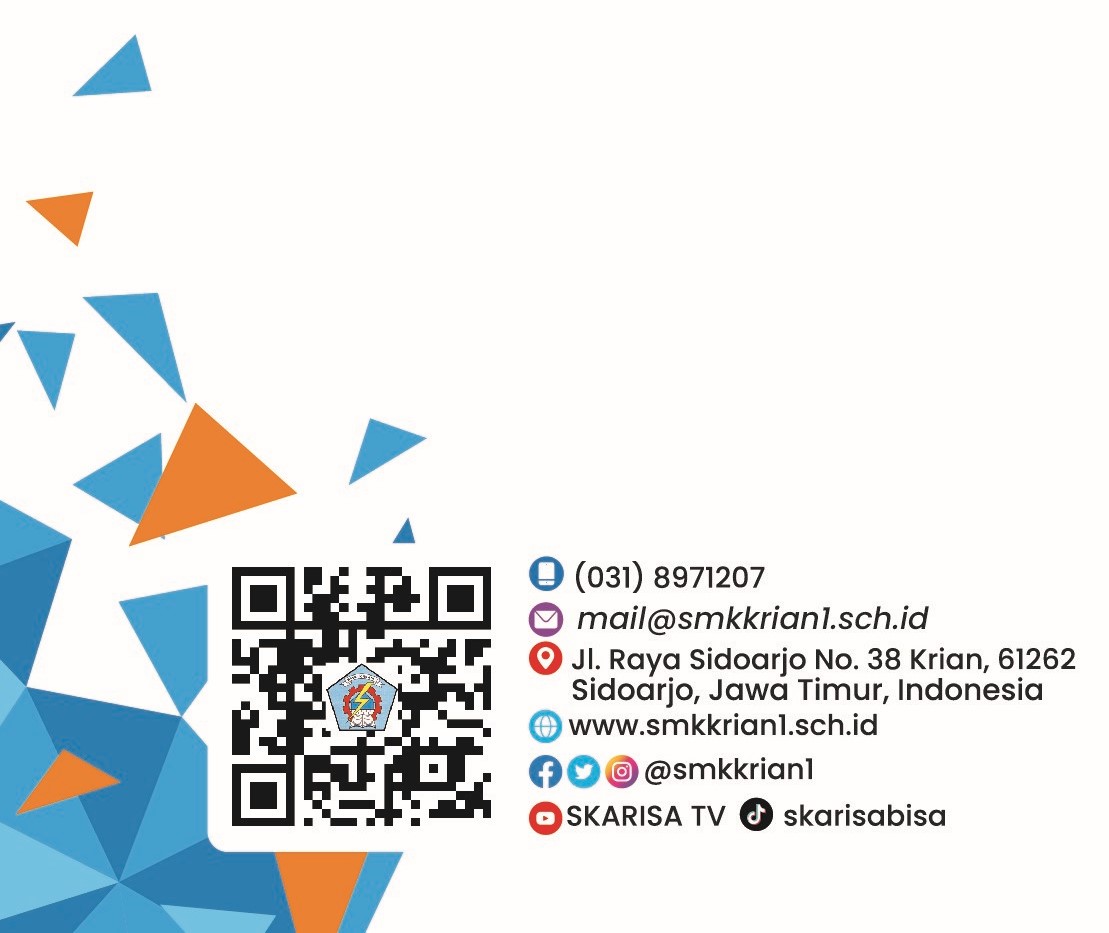 (031) 8971207
mail@smkkrian1.sch.id
Jl. Raya Sidoarjo No. 38 Krian, 61262
Sidoarjo, Jawa Timur, Indonesia
www.smkkrian1.sch.id
@smkkrian1
SKARISA TV skarisabisa